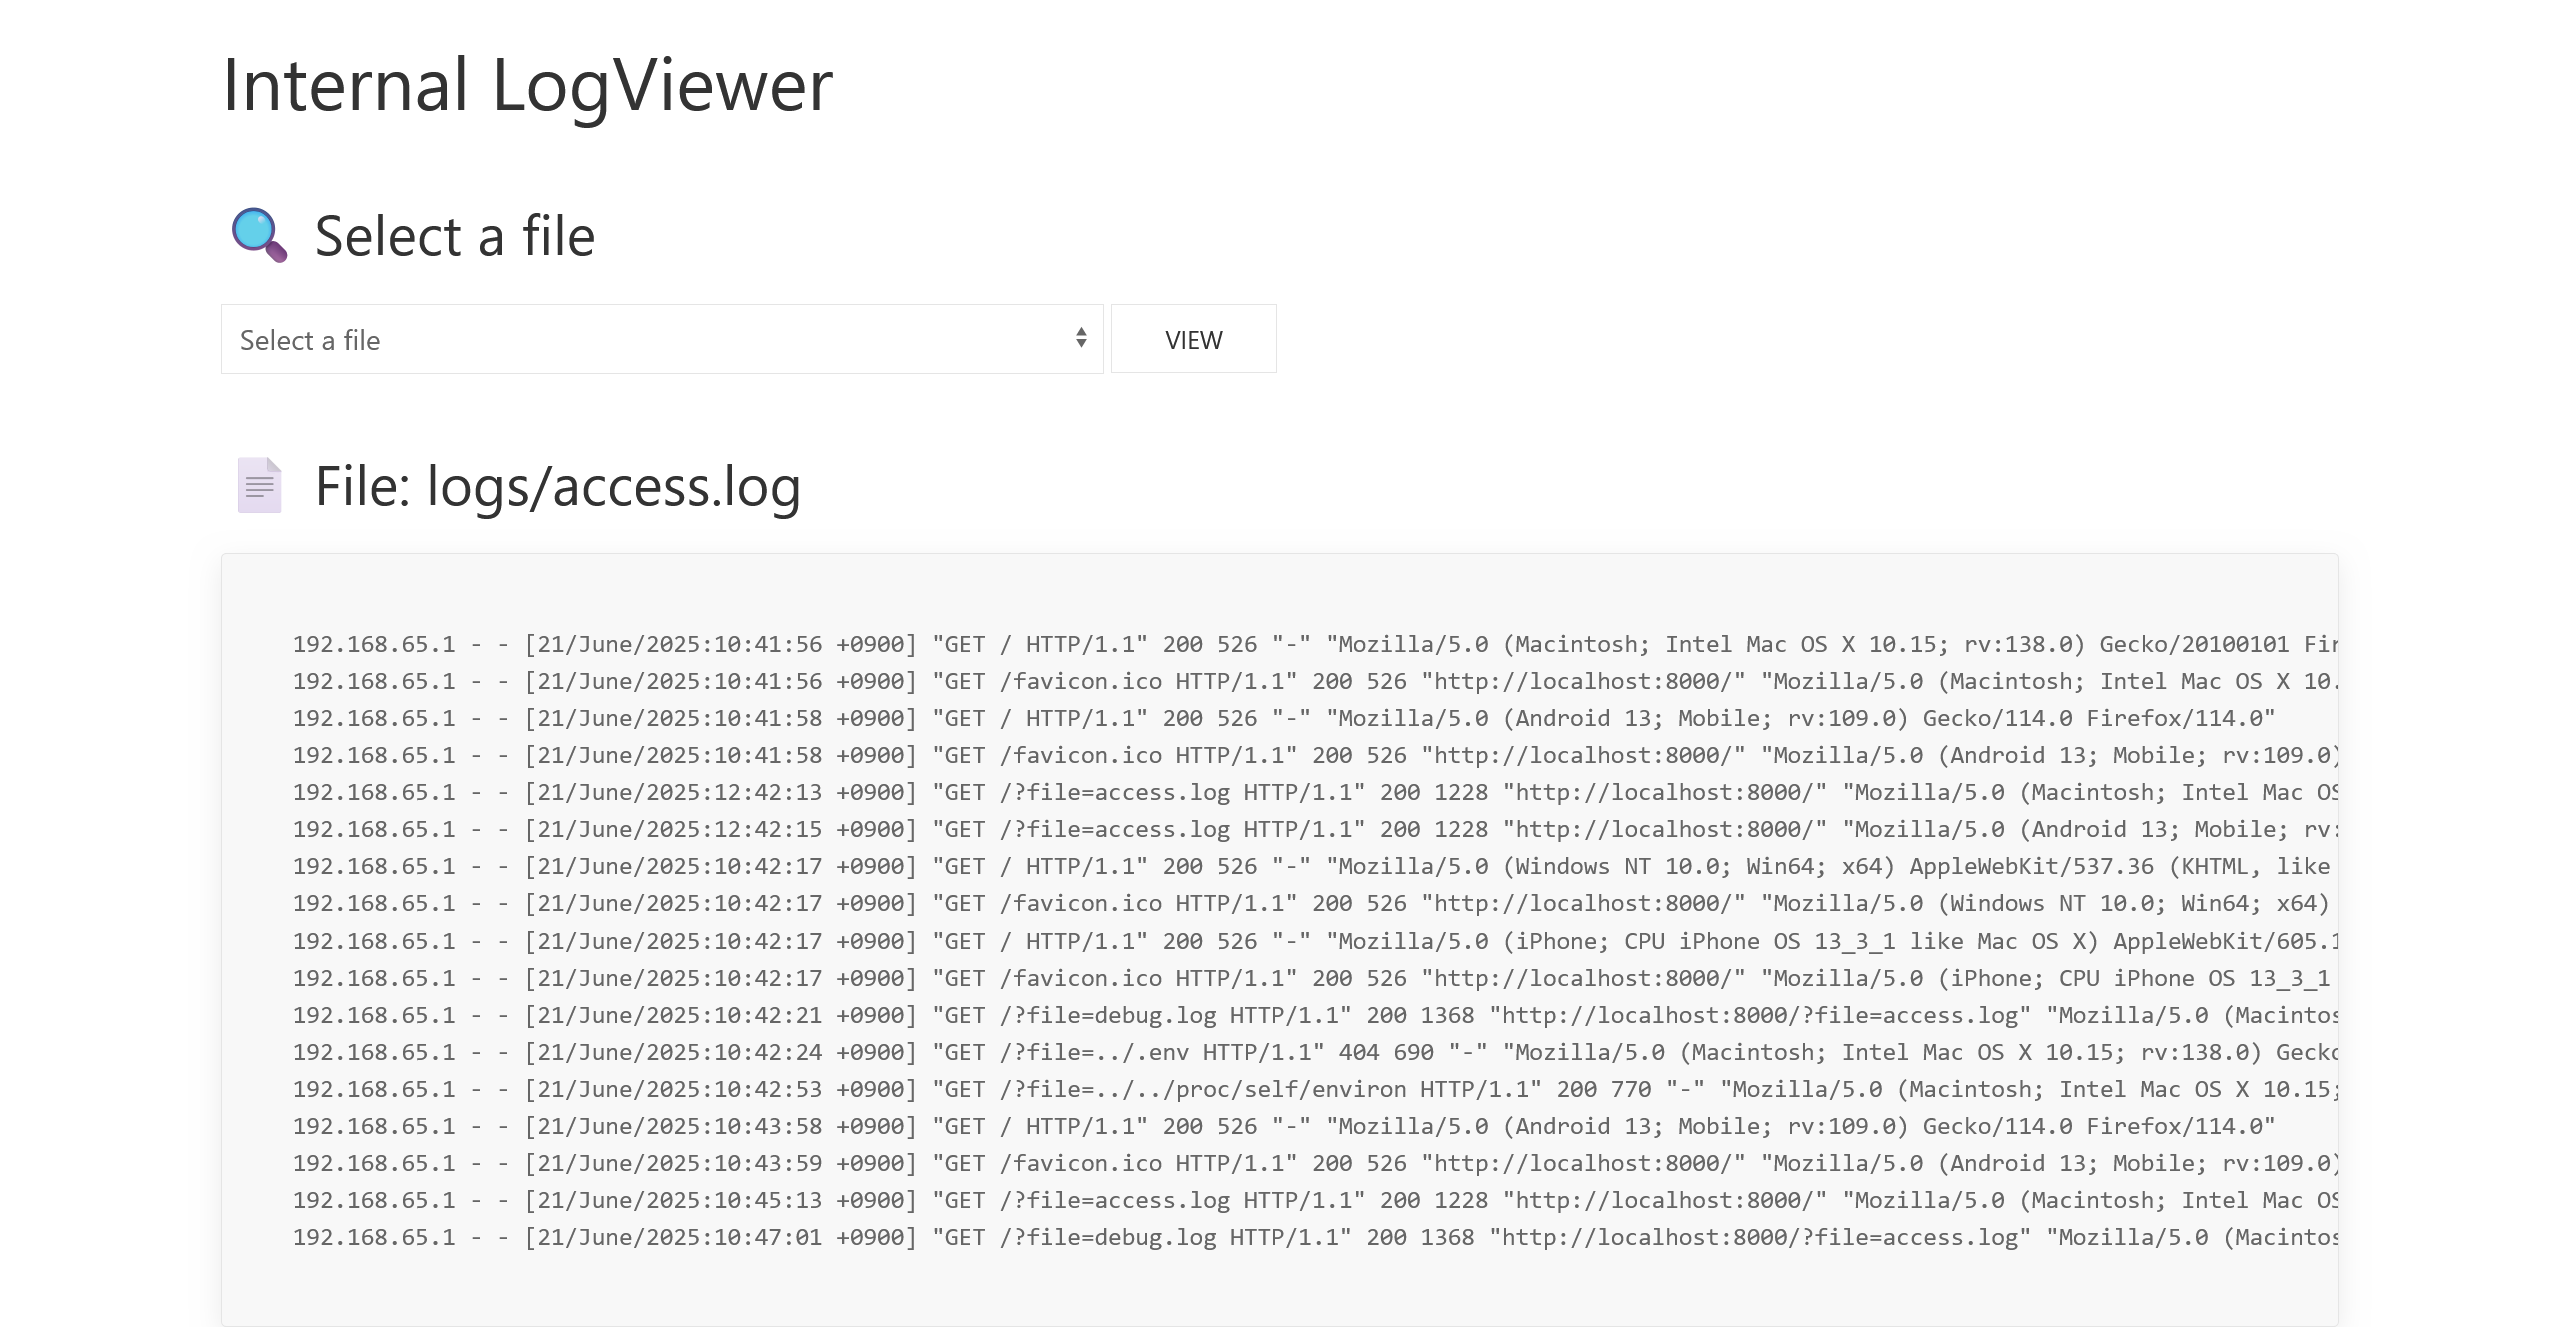 Internal LogViewer
Select a file
Select a file
VIEW
File: logs/access.log
192.168.65.1 - - [21/June/2025:10:41:56 +0900] "GET / HTTP/1.1" 200 526 "-" "Mozilla/5.0 (Macintosh; Intel Mac OS X 10.15; rv:138.0) Gecko/20100101 Fir
192.168.65.1 - - [21/June/2025:10:41:56 +0900] "GET /favicon.ico HTTP/1.1" 200 526 "http://localhost:8000/" "Mozilla/5.0 (Macintosh; Intel Mac OS X 10.
192.168.65.1 - - [21/June/2025:10:41:58 +0900] "GET / HTTP/1.1" 200 526 "-" "Mozilla/5.0 (Android 13; Mobile; rv:109.0) Gecko/114.0 Firefox/114.0"
192.168.65.1 - - [21/June/2025:10:41:58 +0900] "GET /favicon.ico HTTP/1.1" 200 526 "http://localhost:8000/" "Mozilla/5.0 (Android 13; Mobile; rv:109.0)
192.168.65.1 - - [21/June/2025:12:42:13 +0900] "GET /?file=access.log HTTP/1.1" 200 1228 "http://localhost:8000/" "Mozilla/5.0 (Macintosh; Intel Mac OS
192.168.65.1 - - [21/June/2025:12:42:15 +0900] "GET /?file=access.log HTTP/1.1" 200 1228 "http://localhost:8000/" "Mozilla/5.0 (Android 13; Mobile; rv:
192.168.65.1 - - [21/June/2025:10:42:17 +0900] "GET / HTTP/1.1" 200 526 "-" "Mozilla/5.0 (Windows NT 10.0; Win64; x64) AppleWebKit/537.36 (KHTML, like
192.168.65.1 - - [21/June/2025:10:42:17 +0900] "GET /favicon.ico HTTP/1.1" 200 526 "http://localhost:8000/" "Mozilla/5.0 (Windows NT 10.0; Win64; x64)
192.168.65.1 - - [21/June/2025:10:42:17 +0900] "GET / HTTP/1.1" 200 526 "-" "Mozilla/5.0 (iPhone; CPU iPhone OS 13_3_1 like Mac OS X) AppleWebKit/605.1
192.168.65.1 - - [21/June/2025:10:42:17 +0900] "GET /favicon.ico HTTP/1.1" 200 526 "http://localhost:8000/" "Mozilla/5.0 (iPhone; CPU iPhone OS 13_3_1
192.168.65.1 - - [21/June/2025:10:42:21 +0900] "GET /?file=debug.log HTTP/1.1" 200 1368 "http://localhost:8000/?file=access.log" "Mozilla/5.0 (Macintos
192.168.65.1 - - [21/June/2025:10:42:24 +0900] "GET /?file=../.env HTTP/1.1" 404 690 "-" "Mozilla/5.0 (Macintosh; Intel Mac OS X 10.15; rv:138.0) Gecko
192.168.65.1 - - [21/June/2025:10:42:53 +0900] "GET /?file=../../proc/self/environ HTTP/1.1" 200 770 "-" "Mozilla/5.0 (Macintosh; Intel Mac OS X 10.15;
192.168.65.1 - - [21/June/2025:10:43:58 +0900] "GET / HTTP/1.1" 200 526 "-" "Mozilla/5.0 (Android 13; Mobile; rv:109.0) Gecko/114.0 Firefox/114.0"
192.168.65.1 - - [21/June/2025:10:43:59 +0900] "GET /favicon.ico HTTP/1.1" 200 526 "http://localhost:8000/" "Mozilla/5.0 (Android 13; Mobile; rv:109.0)
192.168.65.1 - - [21/June/2025:10:45:13 +0900] "GET /?file=access.log HTTP/1.1" 200 1228 "http://localhost:8000/" "Mozilla/5.0 (Macintosh; Intel Mac OS
192.168.65.1 - - [21/June/2025:10:47:01 +0900] "GET /?file=debug.log HTTP/1.1" 200 1368 "http://localhost:8000/?file=access.log" "Mozilla/5.0 (Macintos